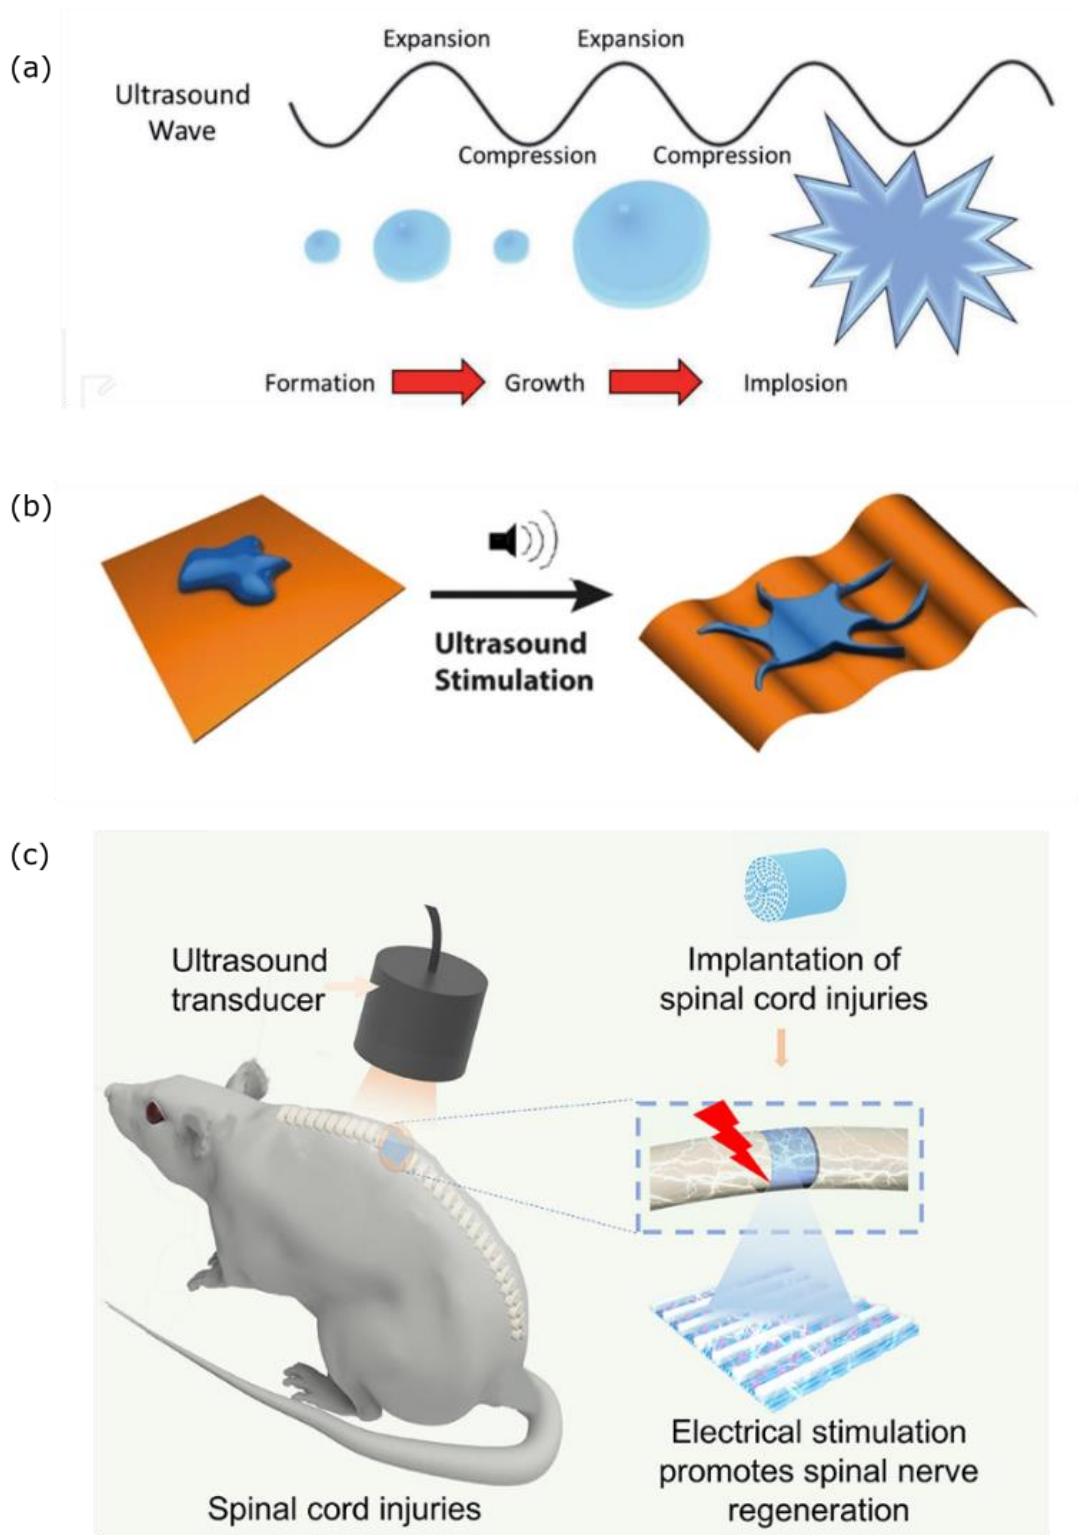 (a)
Expansion
Expansion
Ultrasound
Wave
Compression
Compression
Formation
Growth
Implosion
(b)
Ultrasound
Stimulation
(c)
Ultrasound
transducer
Implantation of
spinal cord injuries
Electrical stimulation
promotes spinal nerve
regeneration
Spinal cord injuries